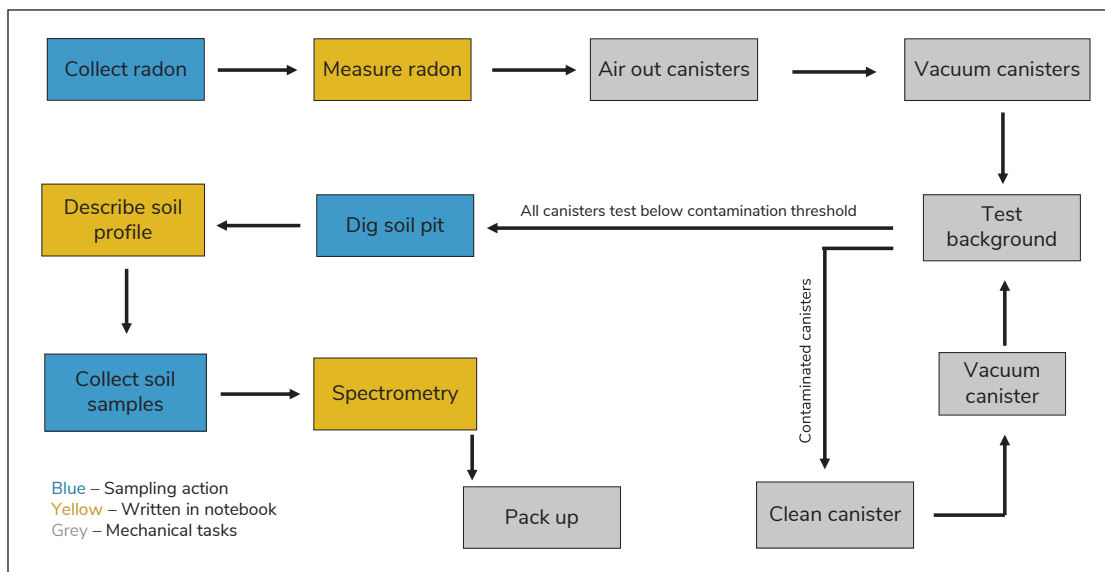 Collect radon
Measure radon
Air out canisters
Vacuum canisters
Describe soil
profile
Dig soil pit
All canisters test below contamination threshold
Test
background
Contaminated canisters
Collect soil
samples
Spectrometry
Vacuum
canister
Blue – Sampling action
Yellow – Written in notebook
Grey – Mechanical tasks
Pack up
Clean canister